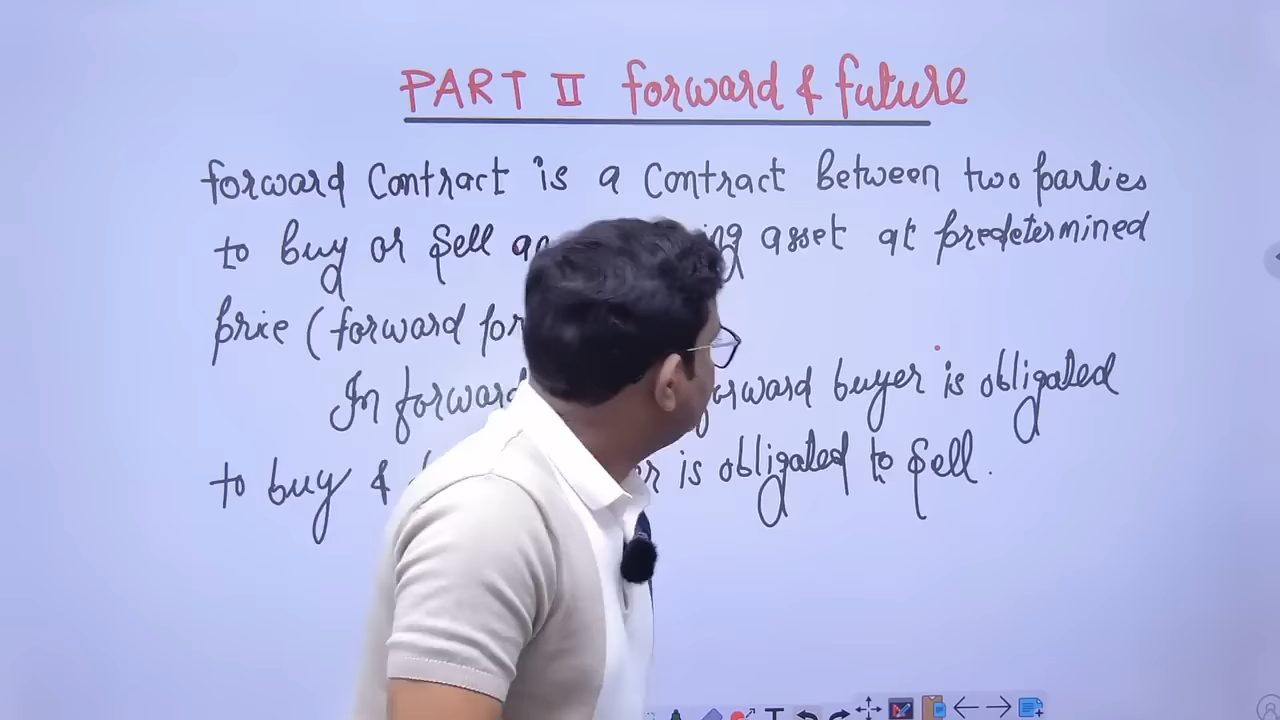 PART II forward & future
forward Contract is a Contract between two parties
to buy or sell asset at predetermined
price (forward
In forward buyer is obligated
to buy & is obligated to sell.